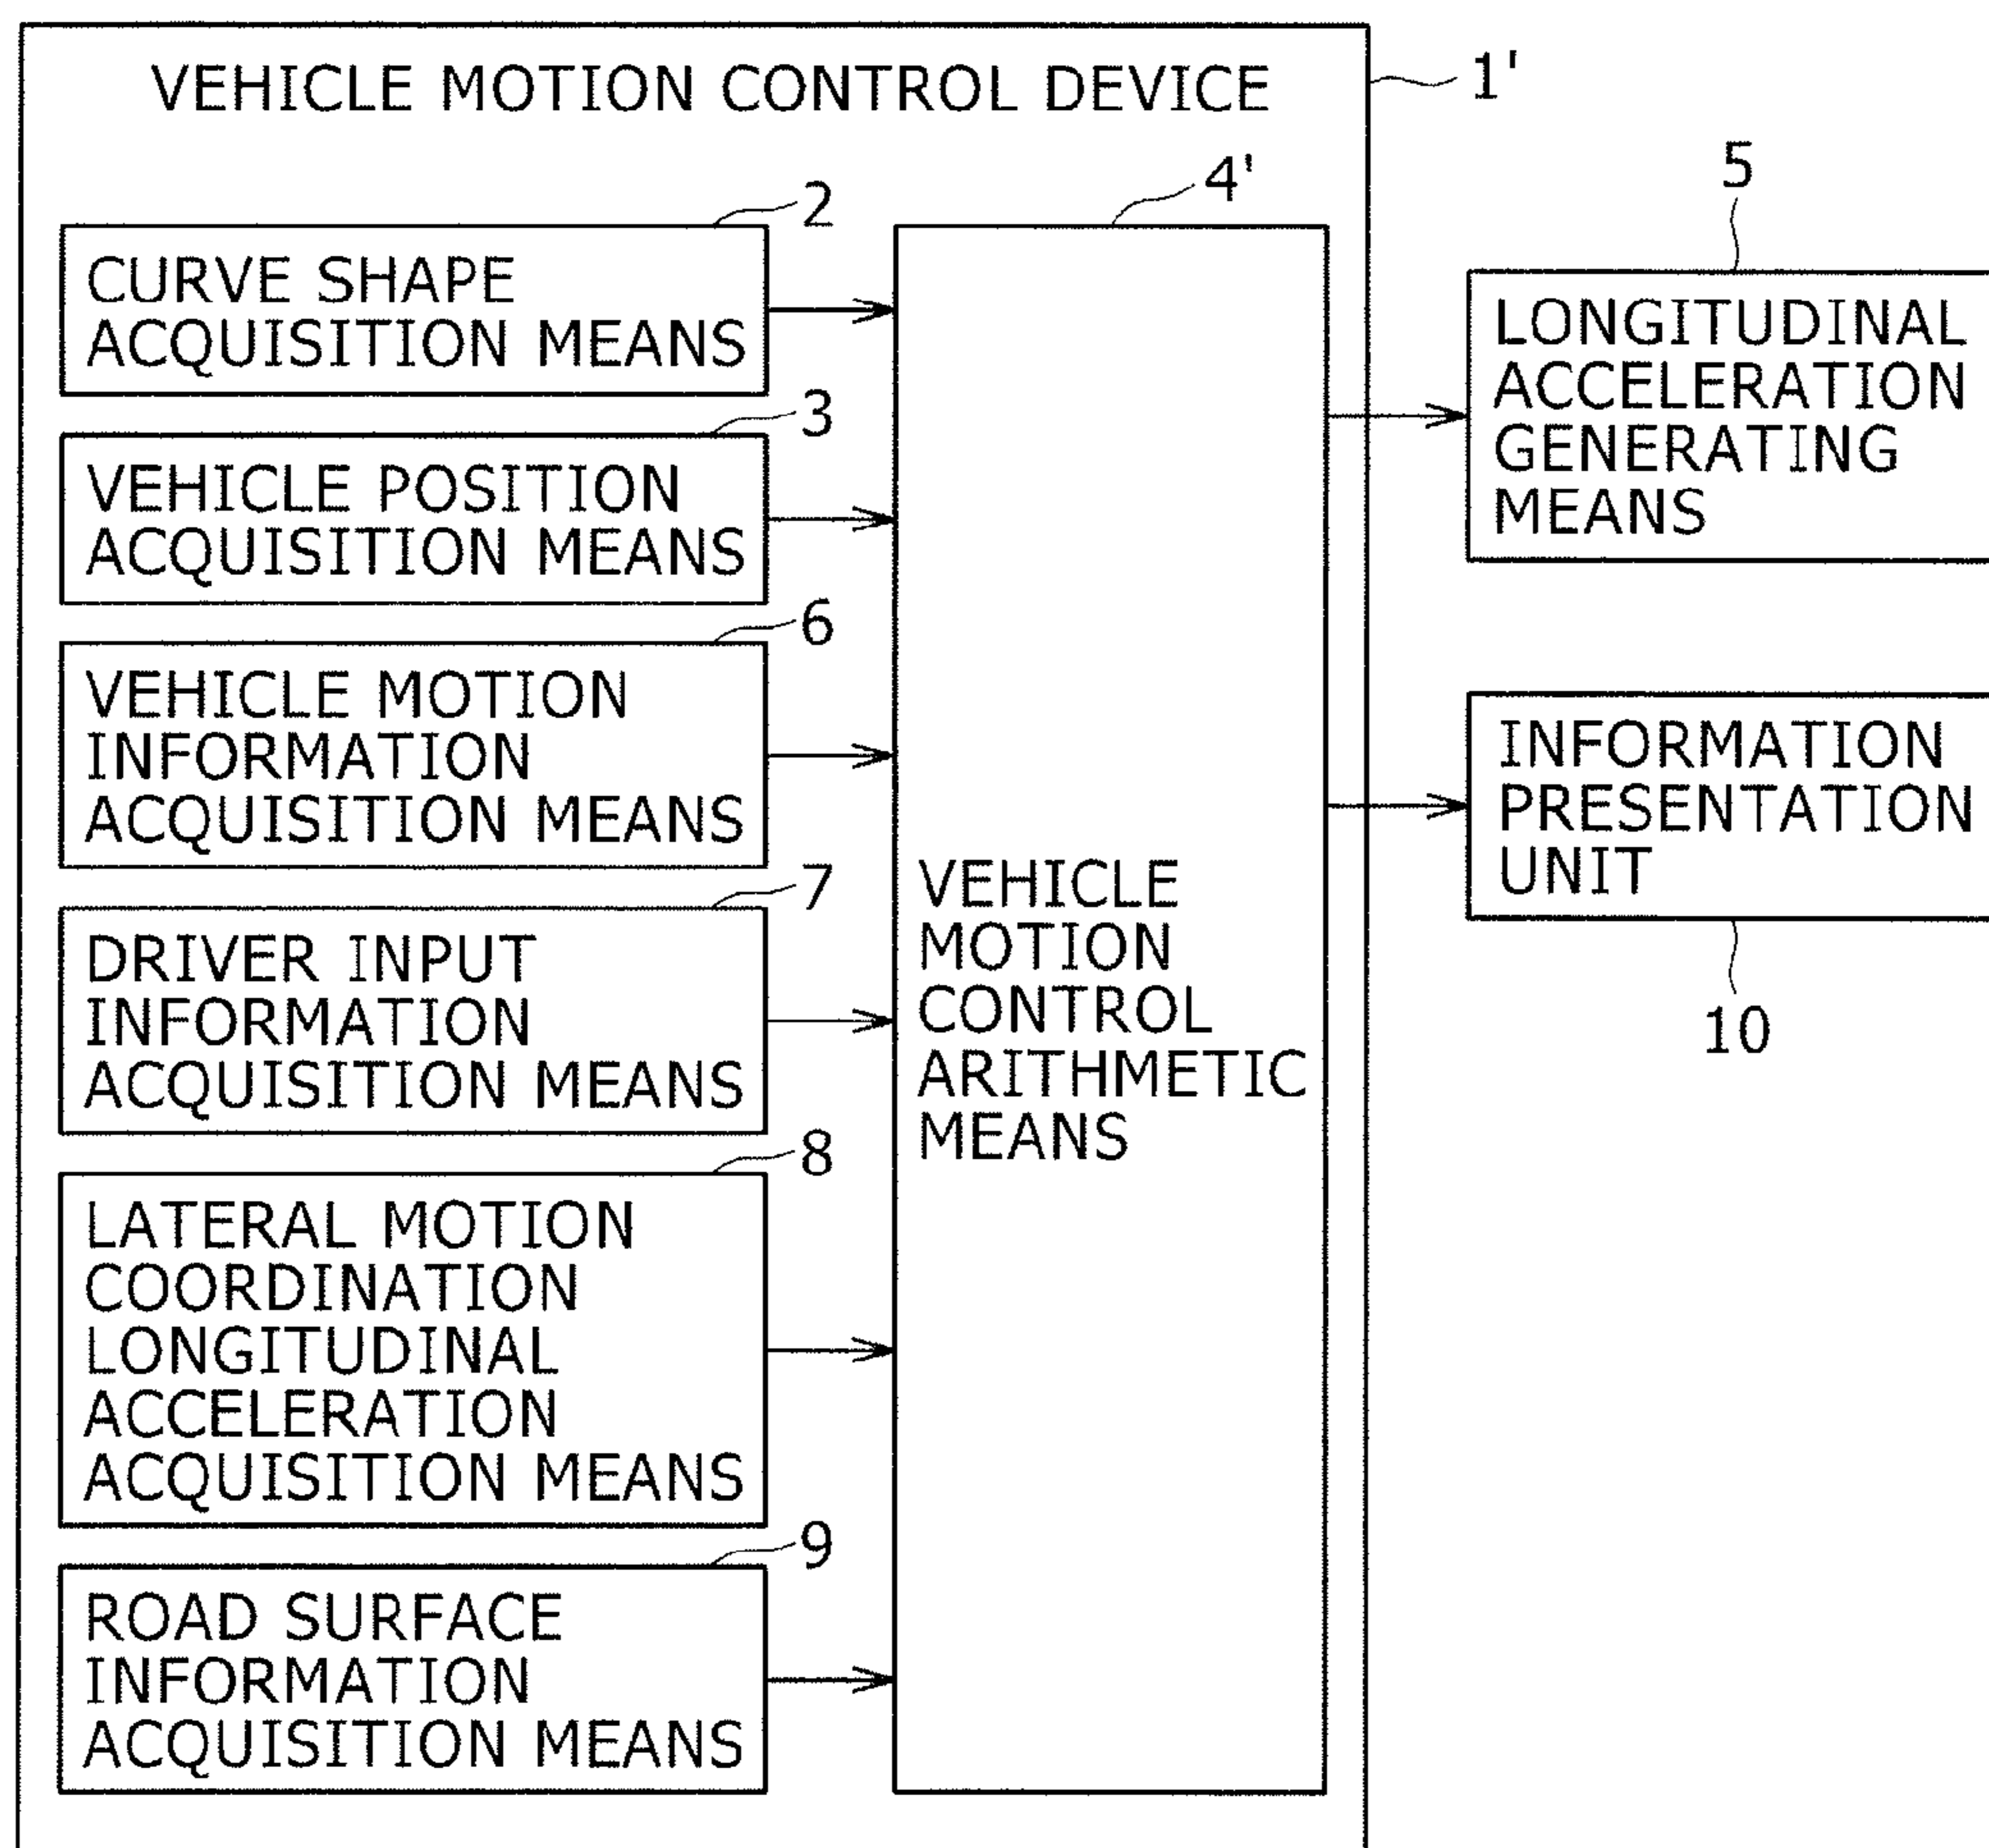 VEHICLE MOTION CONTROL DEVICE
1'
2
CURVE SHAPE
ACQUISITION MEANS
3
VEHICLE POSITION
ACQUISITION MEANS
6
VEHICLE MOTION
INFORMATION
ACQUISITION MEANS
7
DRIVER INPUT
INFORMATION
ACQUISITION MEANS
8
LATERAL MOTION
COORDINATION
LONGITUDINAL
ACCELERATION
ACQUISITION MEANS
9
ROAD SURFACE
INFORMATION
ACQUISITION MEANS
4'
VEHICLE
MOTION
CONTROL
ARITHMETIC
MEANS
5
LONGITUDINAL
ACCELERATION
GENERATING
MEANS
INFORMATION
PRESENTATION
UNIT
10